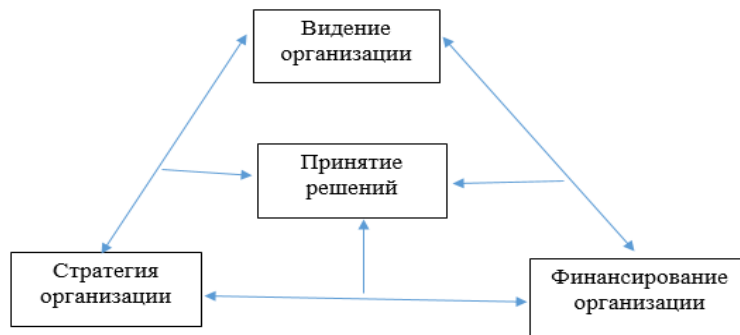 Видение
организации
Принятие
решений
Стратегия
организации
Финансирование
организации